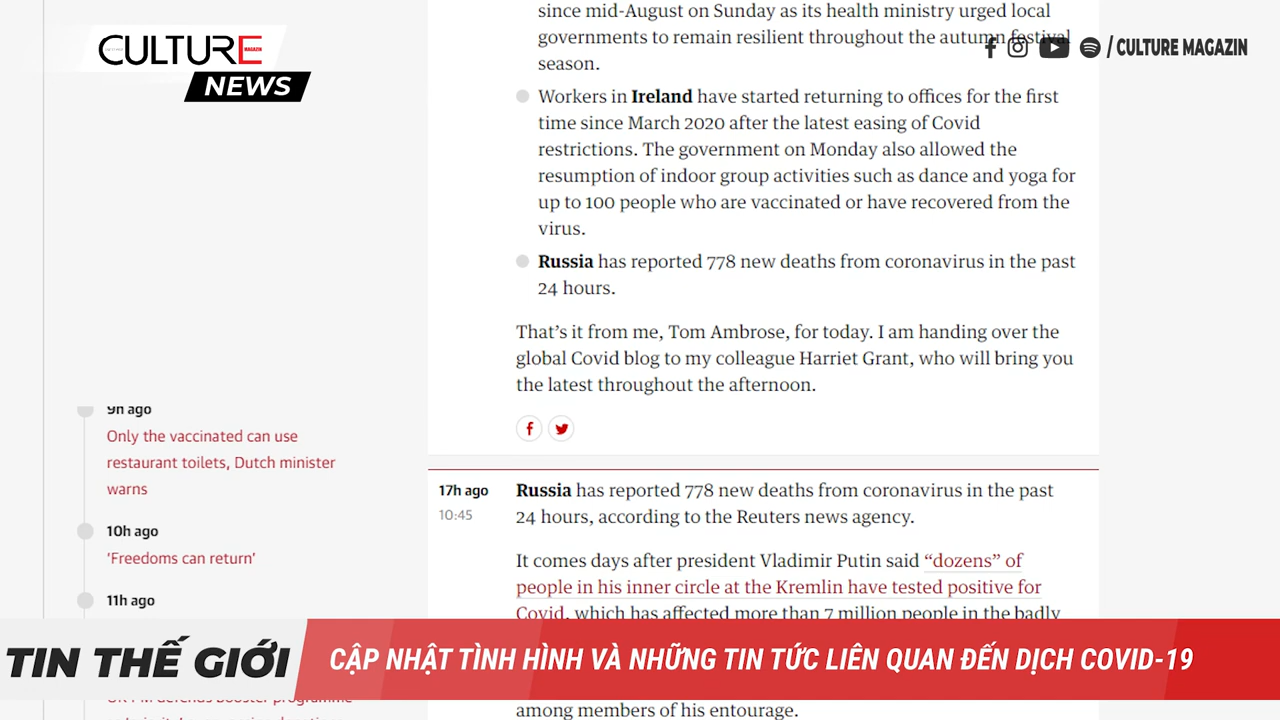 CULTURE
MAGAZIN
NEWS
/ CULTURE MAGAZIN
since mid-August on Sunday as its health ministry urged local
governments to remain resilient throughout the autumn festival
season.
Workers in Ireland have started returning to offices for the first
time since March 2020 after the latest easing of Covid
restrictions. The government on Monday also allowed the
resumption of indoor group activities such as dance and yoga for
up to 100 people who are vaccinated or have recovered from the
virus.
Russia has reported 778 new deaths from coronavirus in the past
24 hours.
That’s it from me, Tom Ambrose, for today. I am handing over the
global Covid blog to my colleague Harriet Grant, who will bring you
the latest throughout the afternoon.
9h ago
Only the vaccinated can use
restaurant toilets, Dutch minister
warns
10h ago
‘Freedoms can return’
11h ago
17h ago
10:45
Russia has reported 778 new deaths from coronavirus in the past
24 hours, according to the Reuters news agency.
It comes days after president Vladimir Putin said “dozens” of
people in his inner circle at the Kremlin have tested positive for
Covid, which has affected more than 7 million people in the badly
among members of his entourage.
TIN THẾ GIỚI
CẬP NHẬT TÌNH HÌNH VÀ NHỮNG TIN TỨC LIÊN QUAN ĐẾN DỊCH COVID-19